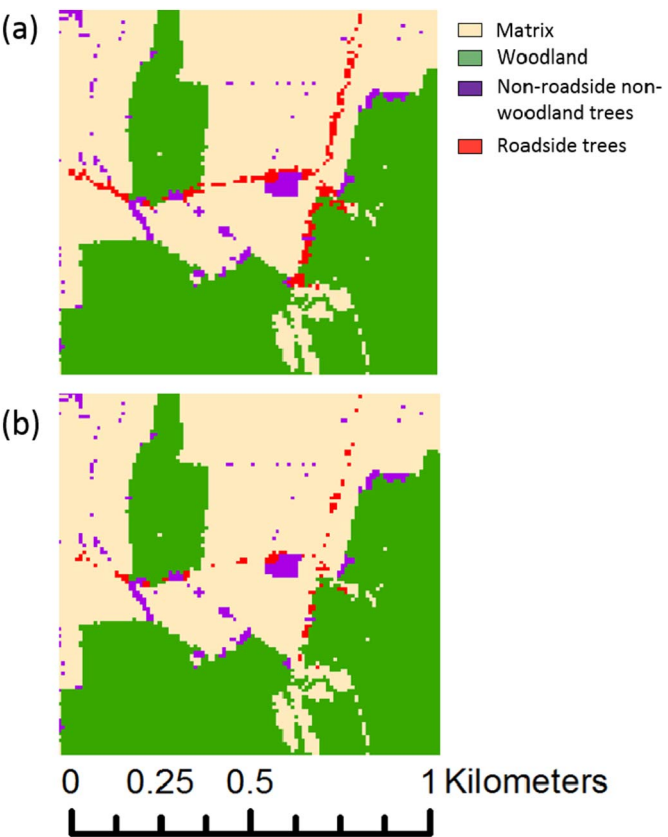 (a)
Matrix
Woodland
Non-roadside non-
woodland trees
Roadside trees
(b)
0 0.25 0.5 1 Kilometers